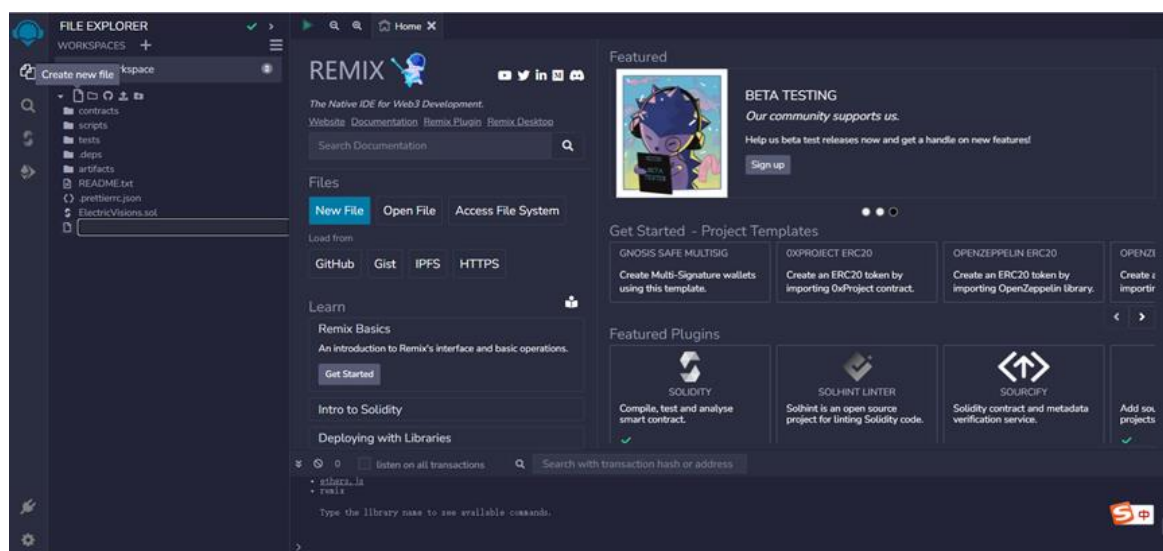 FILE EXPLORER
WORKSPACES +
Create new file
kspace
contracts
scripts
tests
.deps
artifacts
README.txt
{} .prettierrc.json
ElectricVisions.sol
Home X
REMIX
The Native IDE for Web3 Development.
Website Documentation Remix Plugin Remix Desktop
Search Documentation
Files
New File Open File Access File System
Load from
GitHub Gist IPFS HTTPS
Learn
Remix Basics
An introduction to Remix's interface and basic operations.
Get Started
Intro to Solidity
Deploying with Libraries
Featured
BETA TESTER
BETA TESTING
Our community supports us.
Help us beta test releases now and get a handle on new features!
Sign up
Get Started - Project Templates
GNOSIS SAFE MULTISIG
Create Multi-Signature wallets
using this template.
0XPROJECT ERC20
Create an ERC20 token by
importing 0xProject contract.
OPENZEPPELIN ERC20
Create an ERC20 token by
importing OpenZeppelin library.
OPENZE
Create a
importin
Featured Plugins
SOLIDITY
Compile, test and analyse
smart contract.
SOLHINT LINTER
Solhint is an open source
project for linting Solidity code.
SOURCIFY
Solidity contract and metadata
verification service.
Add sou
projects
0 listen on all transactions Search with transaction hash or address
• ethers.js
• remix
Type the library name to see available commands.
>
中